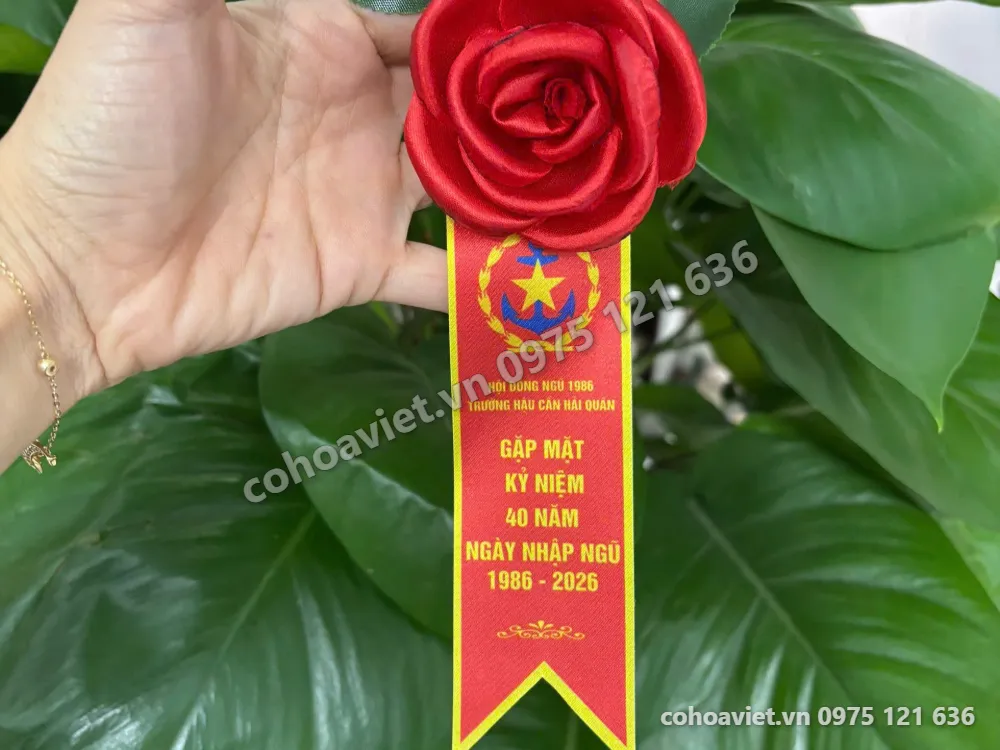 HỘI ĐỒNG NGŨ 1986
TRƯỜNG HẬU CẦN HẢI QUÂN
GẶP MẶT
KỶ NIỆM
40 NĂM
NGÀY NHẬP NGŨ
1986 - 2026
cohoaviet.vn 0975 121 636
cohoaviet.vn 0975 121 636